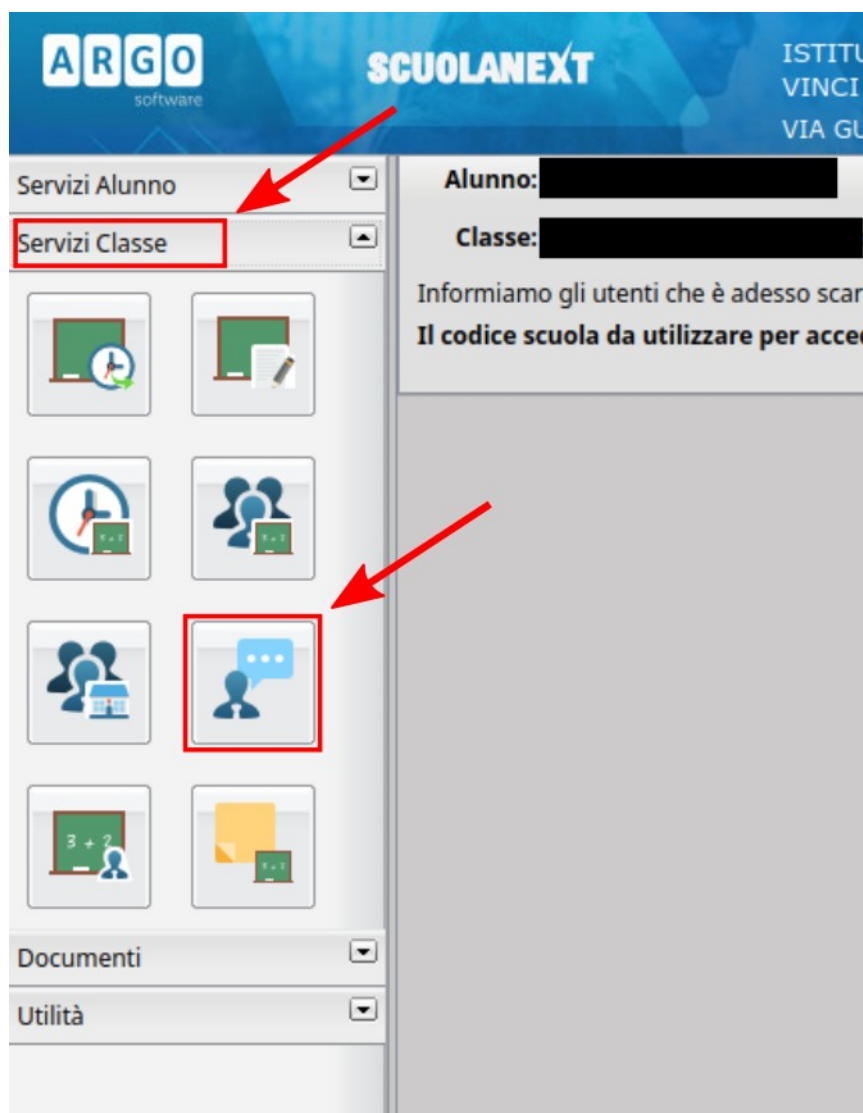 ARGO
software
SCUOLANEXT
ISTITU
VINCI
VIA GU
Servizi Alunno
Servizi Classe
Alunno:
Classe:
Informiamo gli utenti che è adesso scar
Il codice scuola da utilizzare per acce
3 + 2
Documenti
Utilità